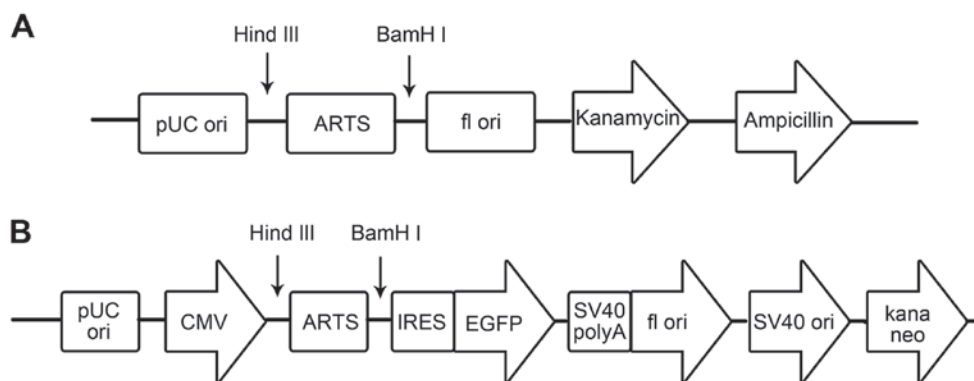 A
Hind III BamH I
pUC ori ARTS fl ori Kanamycin Ampicillin
B
Hind III BamH I
pUC ori CMV ARTS IRES EGFP SV40 polyA fl ori SV40 ori kana neo